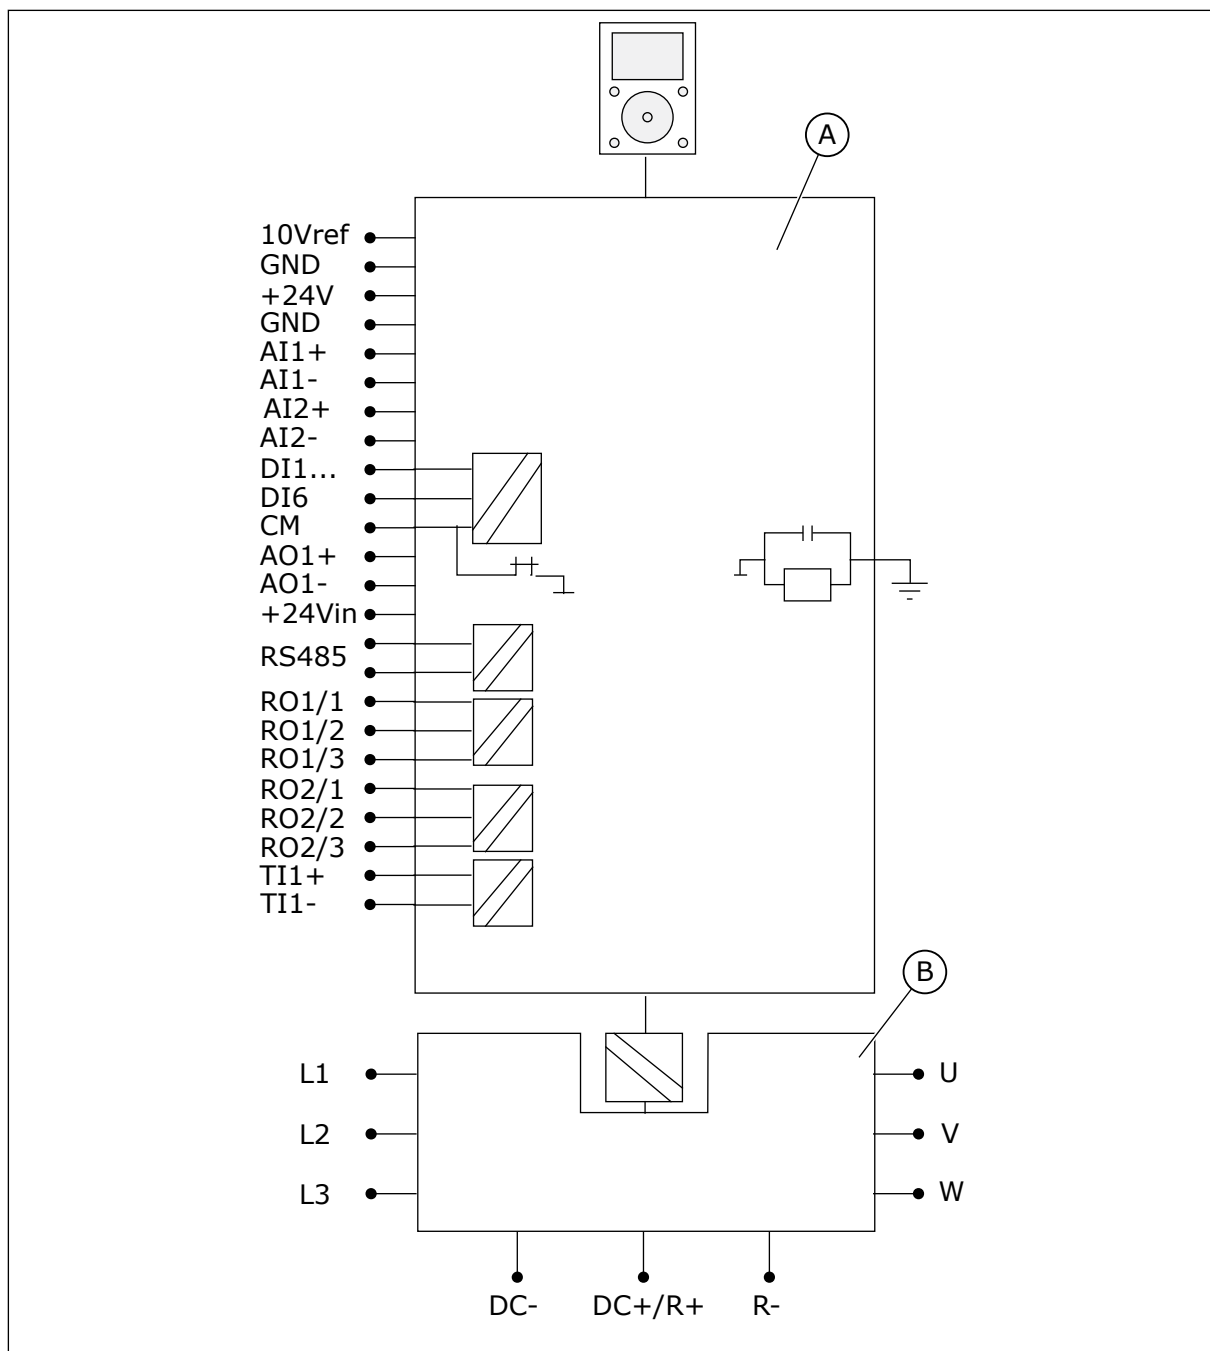 A
10Vref
GND
+24V
GND
AI1+
AI1-
AI2+
AI2-
DI1...
DI6
CM
AO1+
AO1-
+24Vin
RS485
RO1/1
RO1/2
RO1/3
RO2/1
RO2/2
RO2/3
TI1+
TI1-
B
L1
U
L2
V
L3
W
DC-
DC+/R+
R-